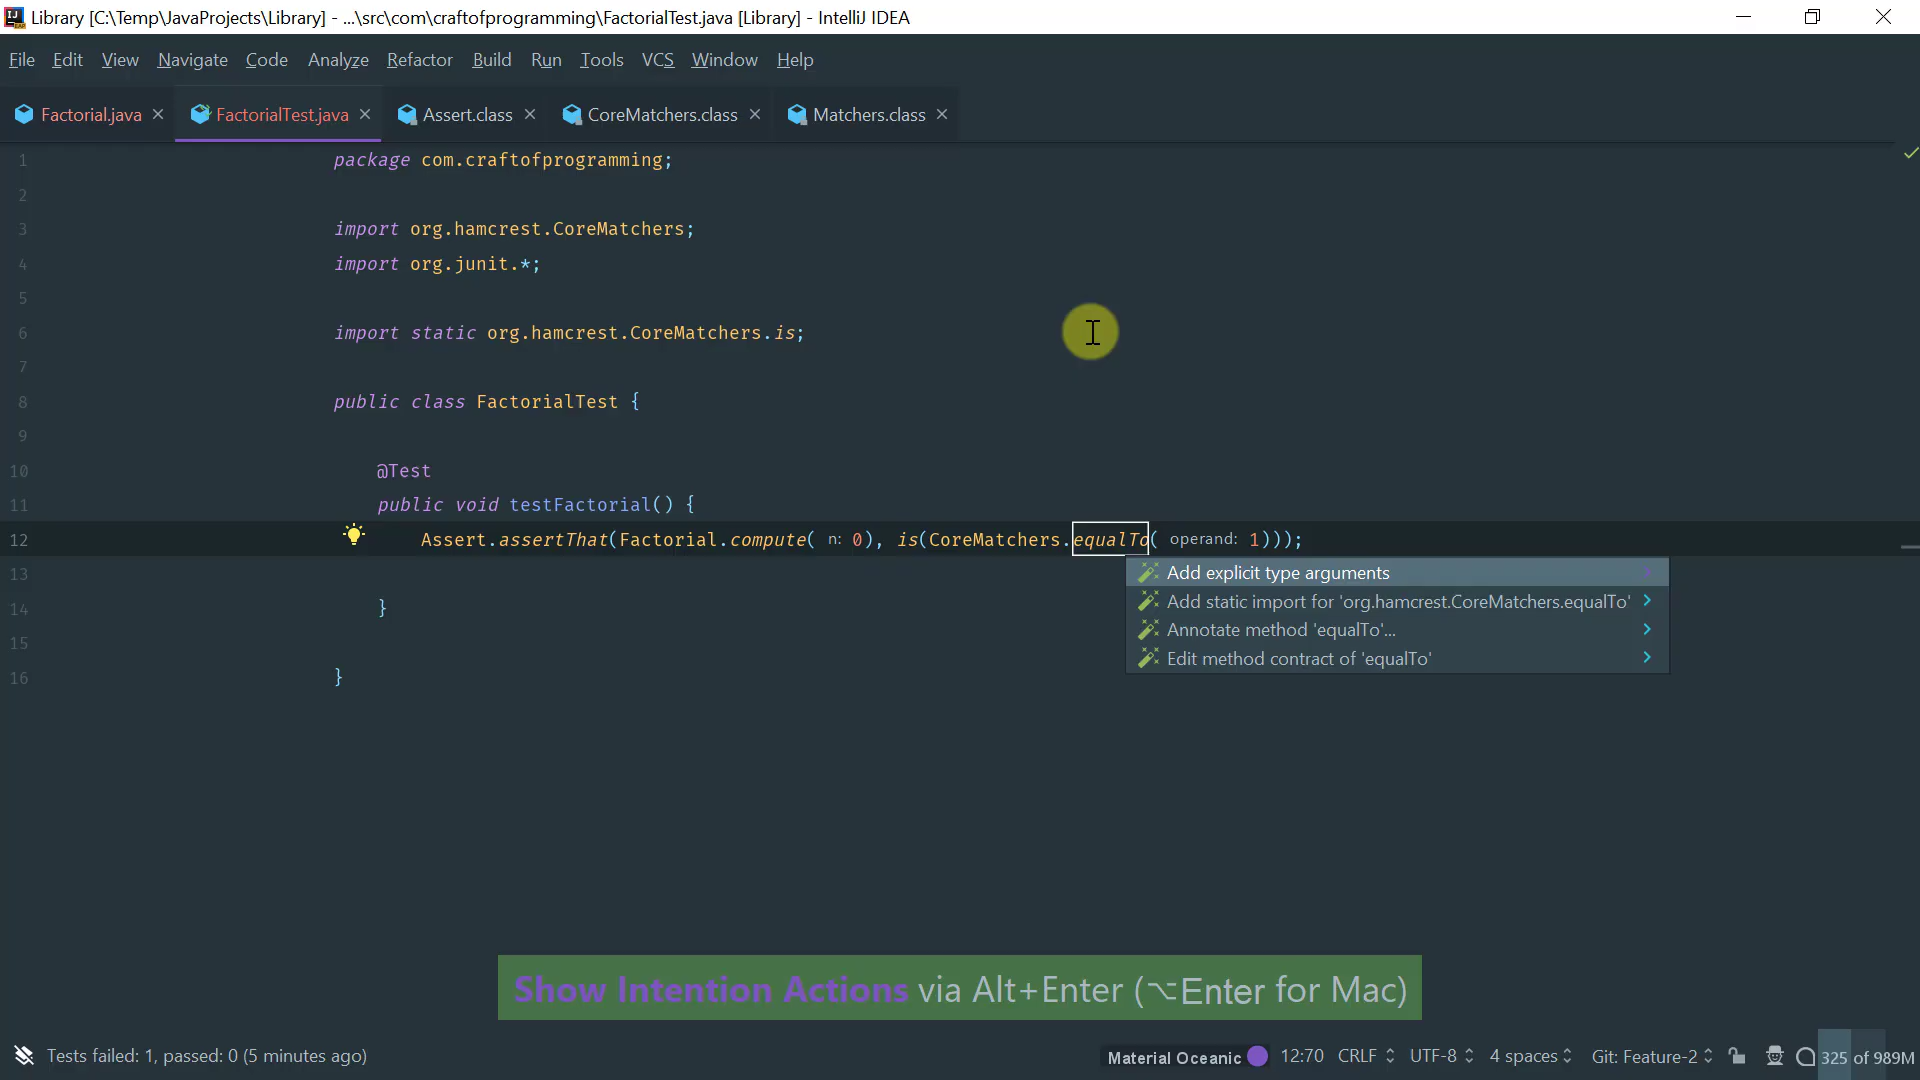 Library [C:\Temp\JavaProjects\Library] - ...\src\com\craftofprogramming\FactorialTest.java [Library] - IntelliJ IDEA
File Edit View Navigate Code Analyze Refactor Build Run Tools VCS Window Help
Factorial.java FactorialTest.java Assert.class CoreMatchers.class Matchers.class
1 package com.craftofprogramming;
2
3 import org.hamcrest.CoreMatchers;
4 import org.junit.*;
5
6 import static org.hamcrest.CoreMatchers.is;
7
8 public class FactorialTest {
9
10 @Test
11 public void testFactorial() {
12 Assert.assertThat(Factorial.compute( n: 0), is(CoreMatchers.equalTo( operand: 1)));
Add explicit type arguments
13
Add static import for 'org.hamcrest.CoreMatchers.equalTo'
14 }
Annotate method 'equalTo'...
15
Edit method contract of 'equalTo'
16 }
Show Intention Actions via Alt+Enter (⌥Enter for Mac)
Tests failed: 1, passed: 0 (5 minutes ago) Material Oceanic 12:70 CRLF UTF-8 4 spaces Git: Feature-2 325 of 989M